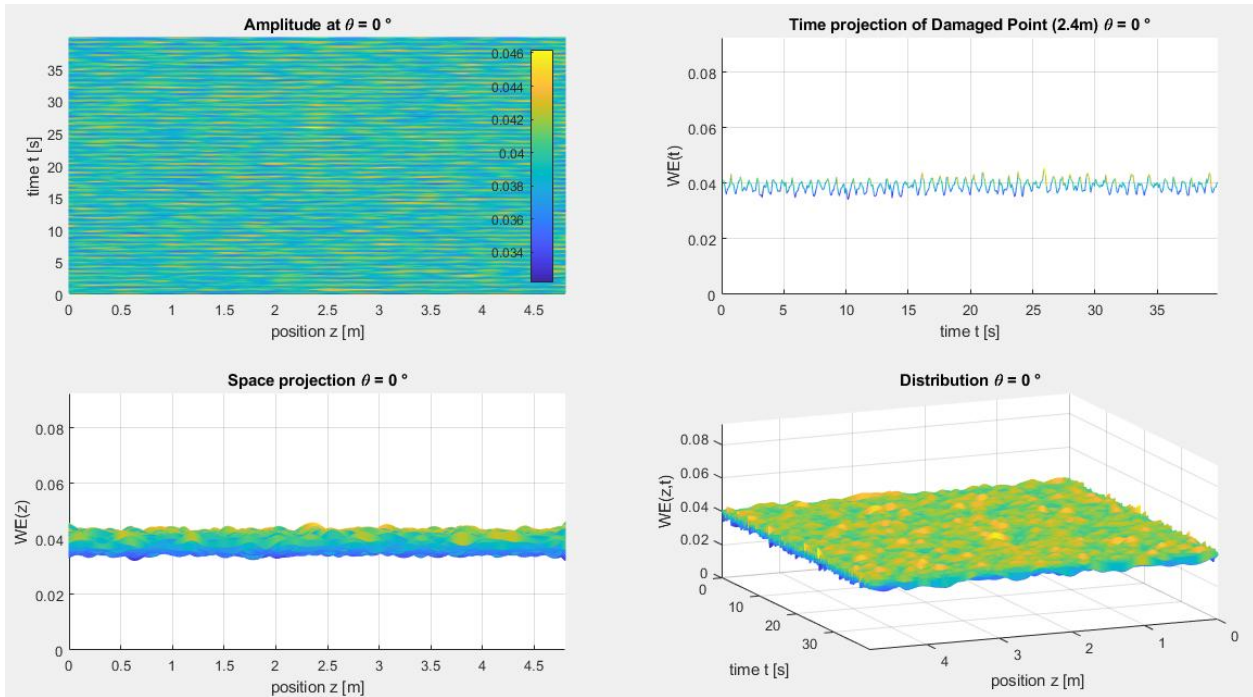 Amplitude at θ = 0 °
time t [s]
35
30
25
20
15
10
5
0
0 0.5 1 1.5 2 2.5 3 3.5 4 4.5
position z [m]
0.046
0.044
0.042
0.04
0.038
0.036
0.034
Time projection of Damaged Point (2.4m) θ = 0 °
WE(t)
0.08
0.06
0.04
0.02
0
0 5 10 15 20 25 30 35
time t [s]
Space projection θ = 0 °
WE(z)
0.08
0.06
0.04
0.02
0
0 0.5 1 1.5 2 2.5 3 3.5 4 4.5
position z [m]
Distribution θ = 0 °
WE(z,t)
0.08
0.06
0.04
0.02
0
0
10
20
30
time t [s]
4 3 2 1 0
position z [m]